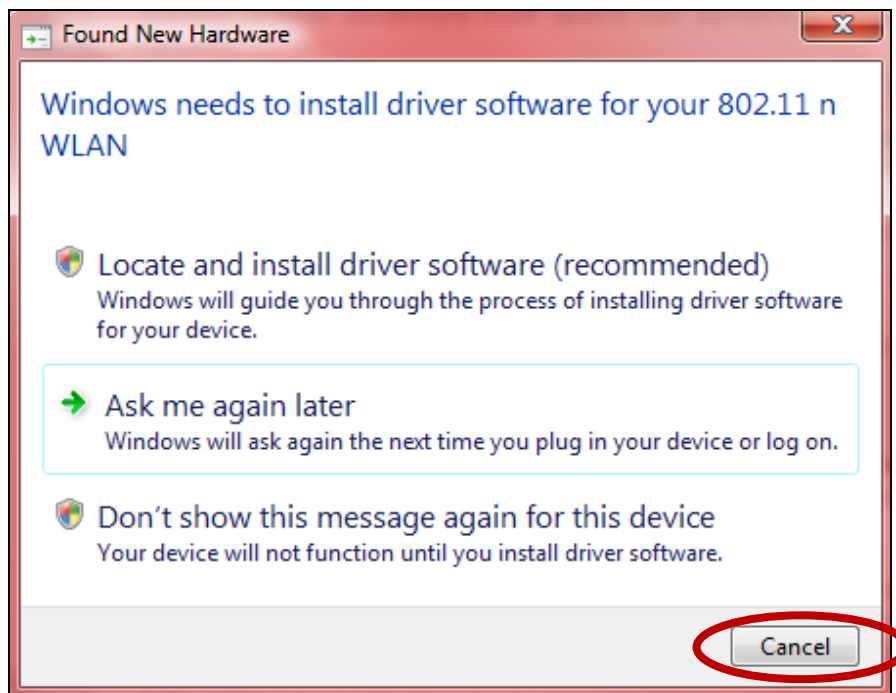 Found New Hardware
Windows needs to install driver software for your 802.11 n
WLAN
Locate and install driver software (recommended)
Windows will guide you through the process of installing driver software
for your device.
Ask me again later
Windows will ask again the next time you plug in your device or log on.
Don't show this message again for this device
Your device will not function until you install driver software.
Cancel